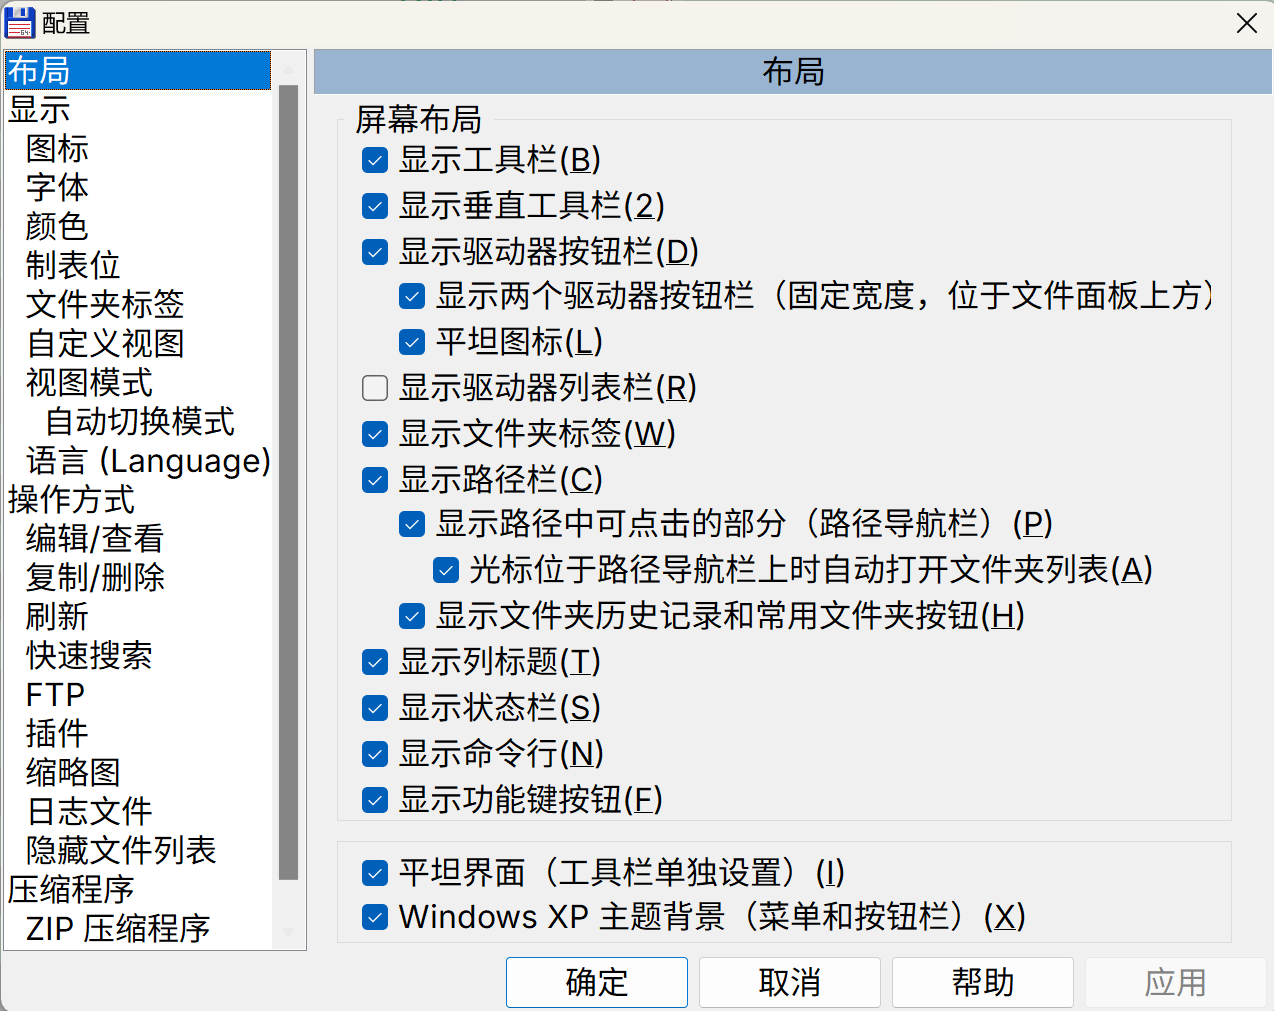 配置
布局
显示
图标
字体
颜色
制表位
文件夹标签
自定义视图
视图模式
自动切换模式
语言 (Language)
操作方式
编辑/查看
复制/删除
刷新
快速搜索
FTP
插件
缩略图
日志文件
隐藏文件列表
压缩程序
ZIP 压缩程序
布局
屏幕布局
显示工具栏(B)
显示垂直工具栏(2)
显示驱动器按钮栏(D)
显示两个驱动器按钮栏（固定宽度，位于文件面板上方）
平坦图标(L)
显示驱动器列表栏(R)
显示文件夹标签(W)
显示路径栏(C)
显示路径中可点击的部分（路径导航栏）(P)
光标位于路径导航栏上时自动打开文件夹列表(A)
显示文件夹历史记录和常用文件夹按钮(H)
显示列标题(T)
显示状态栏(S)
显示命令行(N)
显示功能键按钮(F)
平坦界面（工具栏单独设置）(I)
Windows XP 主题背景（菜单和按钮栏）(X)
确定
取消
帮助
应用